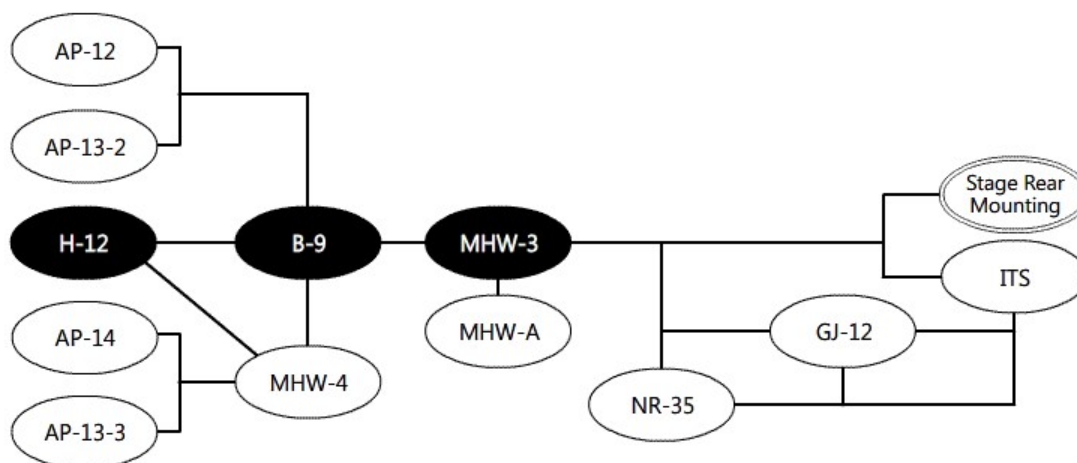 AP-12
AP-13-2
Stage Rear
Mounting
H-12
B-9
MHW-3
ITS
AP-14
MHW-A
GJ-12
MHW-4
NR-35
AP-13-3